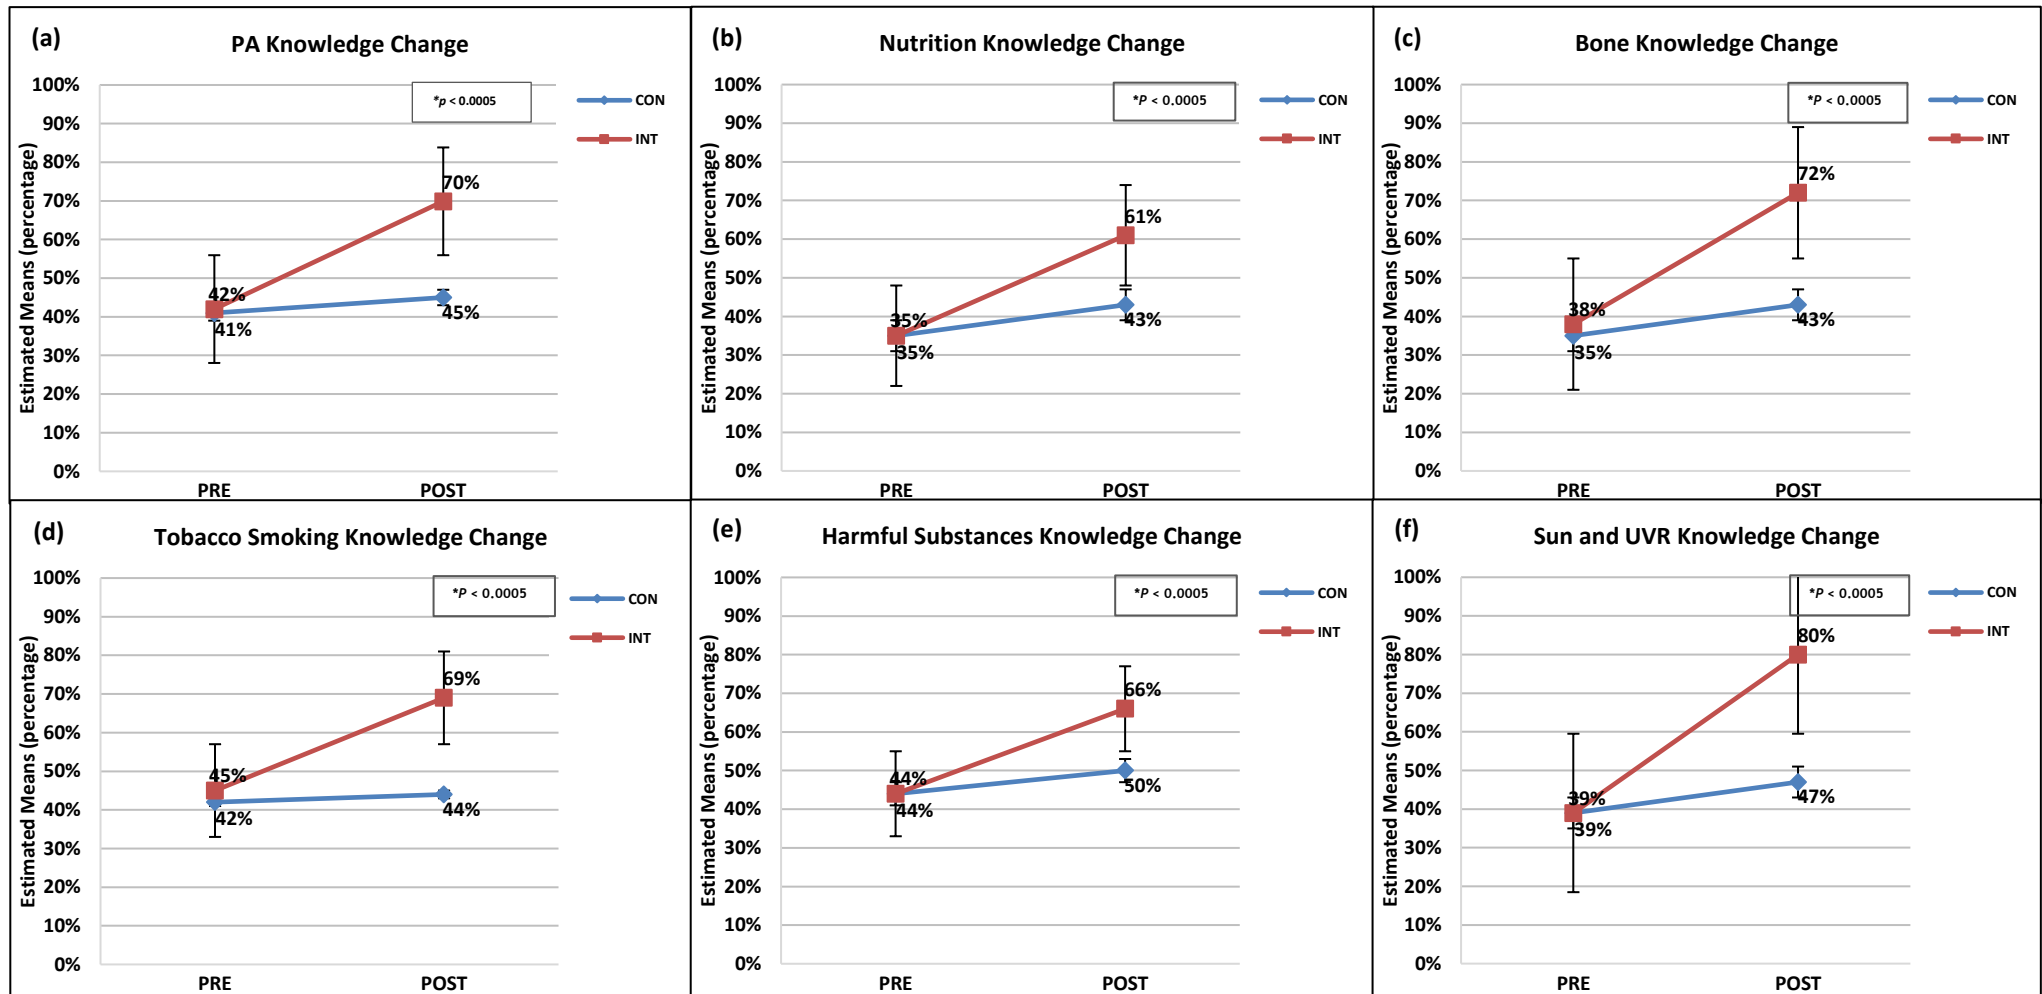 (a)
PA Knowledge Change
*p < 0.0005
CON
INT
Estimated Means (percentage)
100%
90%
80%
70%
60%
50%
40%
30%
20%
10%
0%
42%
41%
70%
45%
PRE
POST
(b)
Nutrition Knowledge Change
*P < 0.0005
CON
INT
Estimated Means (percentage)
100%
90%
80%
70%
60%
50%
40%
30%
20%
10%
0%
35%
35%
61%
43%
PRE
POST
(c)
Bone Knowledge Change
*P < 0.0005
CON
INT
Estimated Means (percentage)
100%
90%
80%
70%
60%
50%
40%
30%
20%
10%
0%
38%
35%
72%
43%
PRE
POST
(d)
Tobacco Smoking Knowledge Change
*P < 0.0005
CON
INT
Estimated Means (percentage)
100%
90%
80%
70%
60%
50%
40%
30%
20%
10%
0%
45%
42%
69%
44%
PRE
POST
(e)
Harmful Substances Knowledge Change
*P < 0.0005
CON
INT
Estimated Means (percentage)
100%
90%
80%
70%
60%
50%
40%
30%
20%
10%
0%
44%
44%
66%
50%
PRE
POST
(f)
Sun and UVR Knowledge Change
*P < 0.0005
CON
INT
Estimated Means (percentage)
100%
90%
80%
70%
60%
50%
40%
30%
20%
10%
0%
39%
39%
80%
47%
PRE
POST